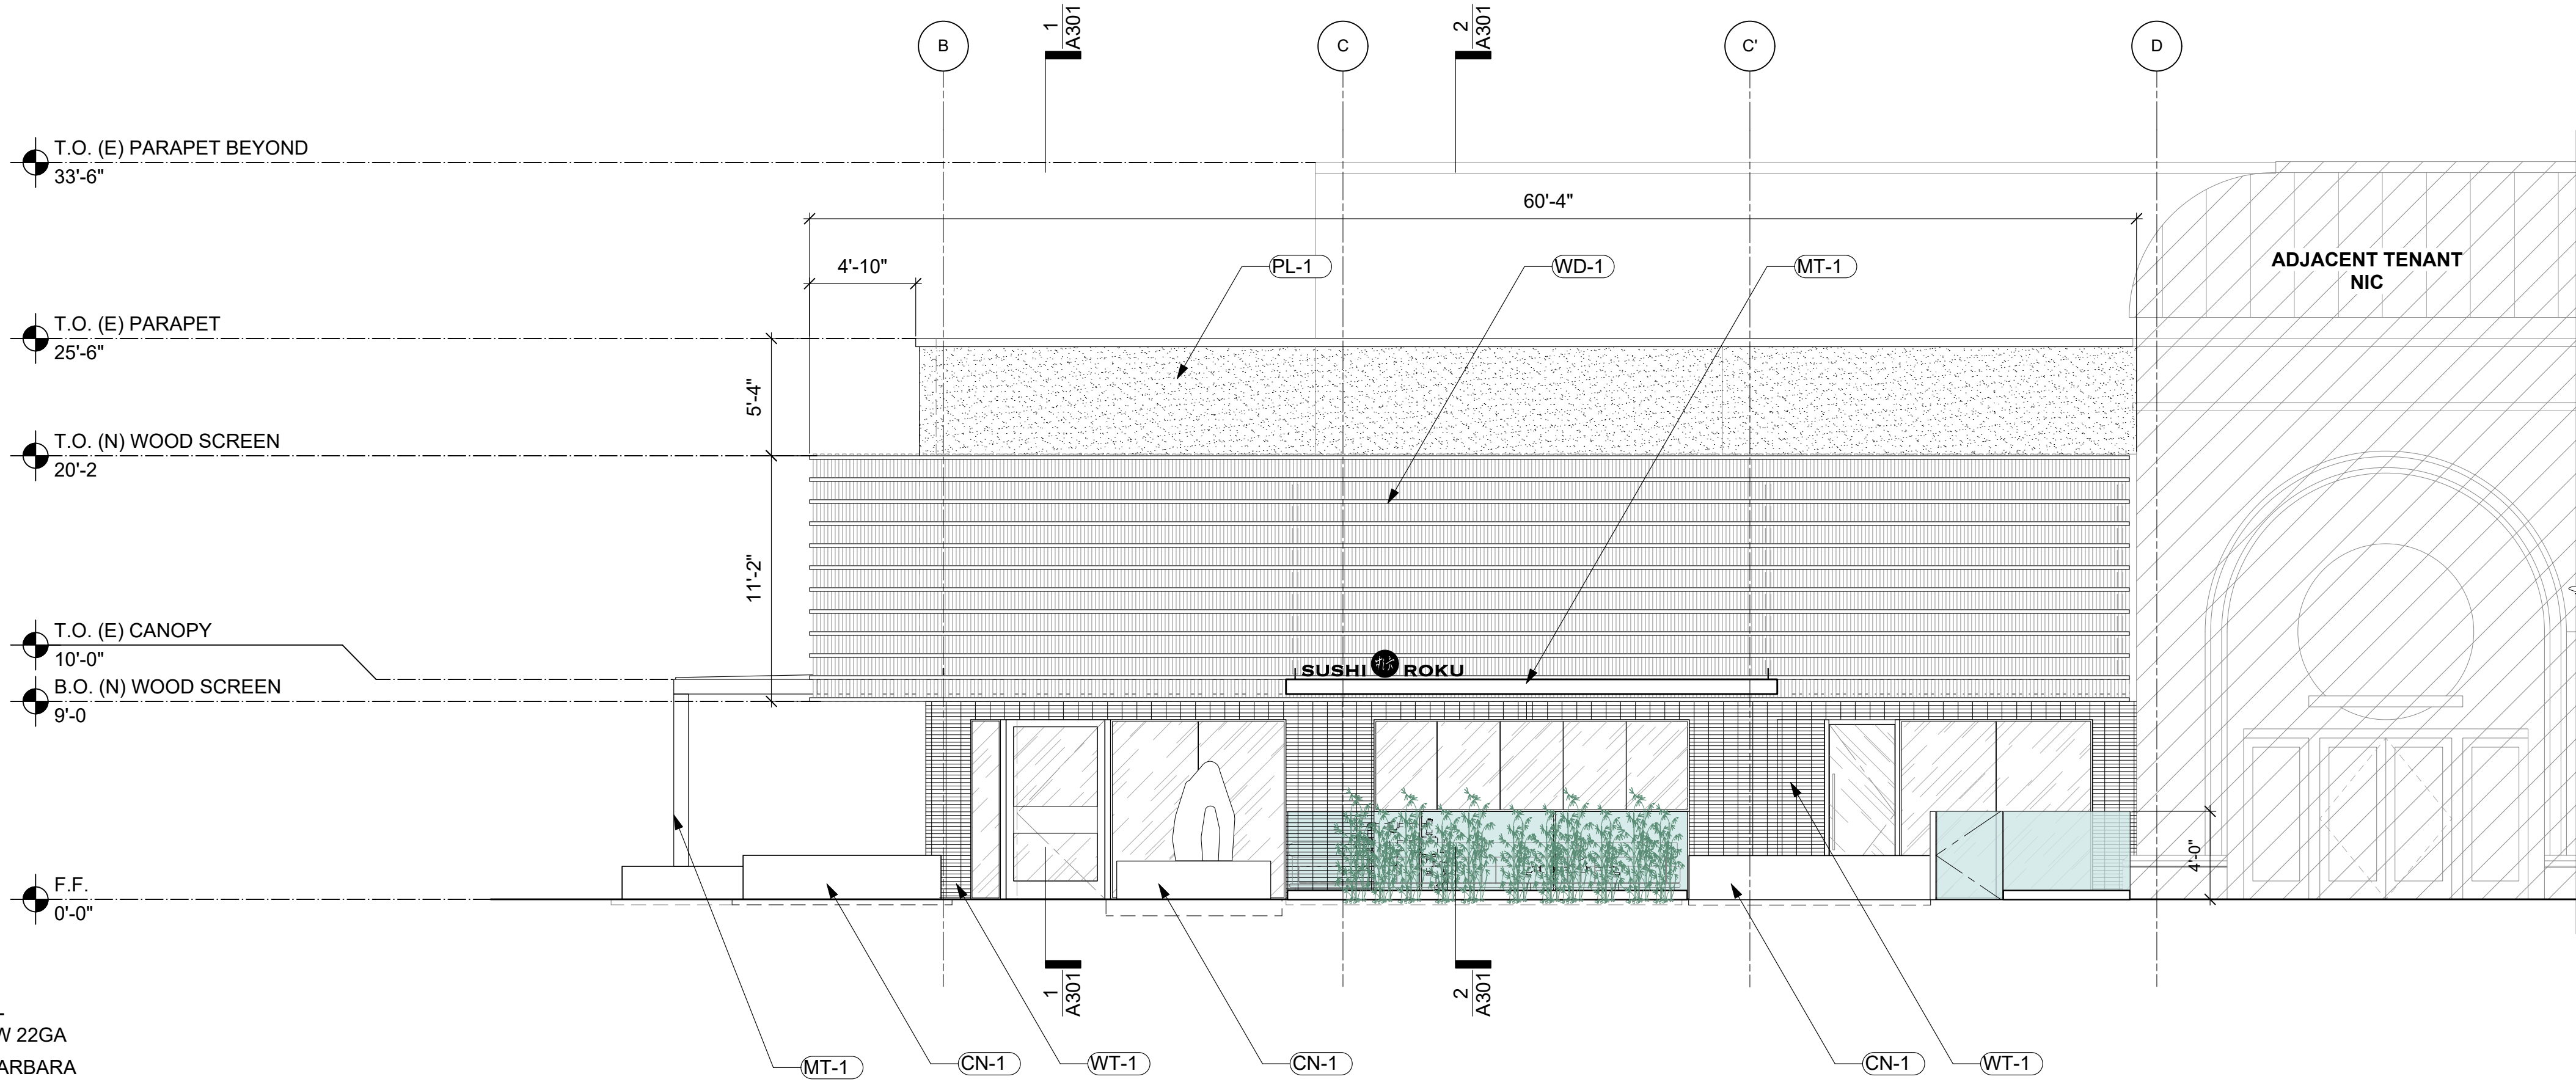 B
1
A301
C
2
A301
C'
D
T.O. (E) PARAPET BEYOND
33'-6"
60'-4"
4'-10"
PL-1
WD-1
MT-1
ADJACENT TENANT
NIC
T.O. (E) PARAPET
25'-6"
5'-4"
T.O. (N) WOOD SCREEN
20'-2
11'-2"
T.O. (E) CANOPY
10'-0"
SUSHI ROKU
B.O. (N) WOOD SCREEN
9'-0
4'-0"
F.F.
0'-0"
1
A301
2
A301
W 22GA
ARBARA
MT-1
CN-1
WT-1
CN-1
CN-1
WT-1